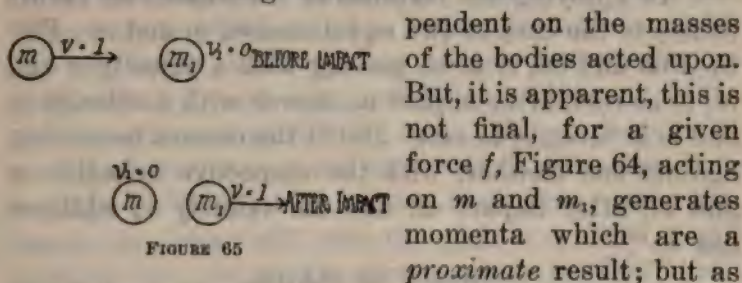 m v · 1 m₁ v₁ · 0 BEFORE IMPACT
v₁ · 0
m m₁ v · 1 AFTER IMPACT
FIGURE 65
pendent on the masses
of the bodies acted upon.
But, it is apparent, this is
not final, for a given
force f, Figure 64, acting
on m and m₁, generates
momenta which are a
proximate result; but as